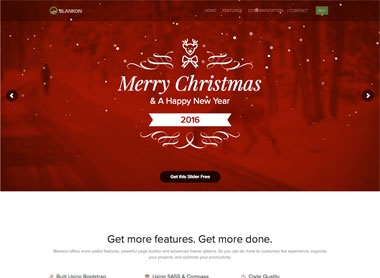 BLANKON
HOME FEATURES DOCUMENTATION CONTACT
Merry Christmas
& A Happy New Year
2016
Get this Slider Free
Get more features. Get more done.
Blankon offers more useful features, powerful page builder and advanced theme options. So you can do more to customize the experience, organize
your projects, and optimize your productivity.
Built Using Bootstrap Using SASS & Compass Code Quality